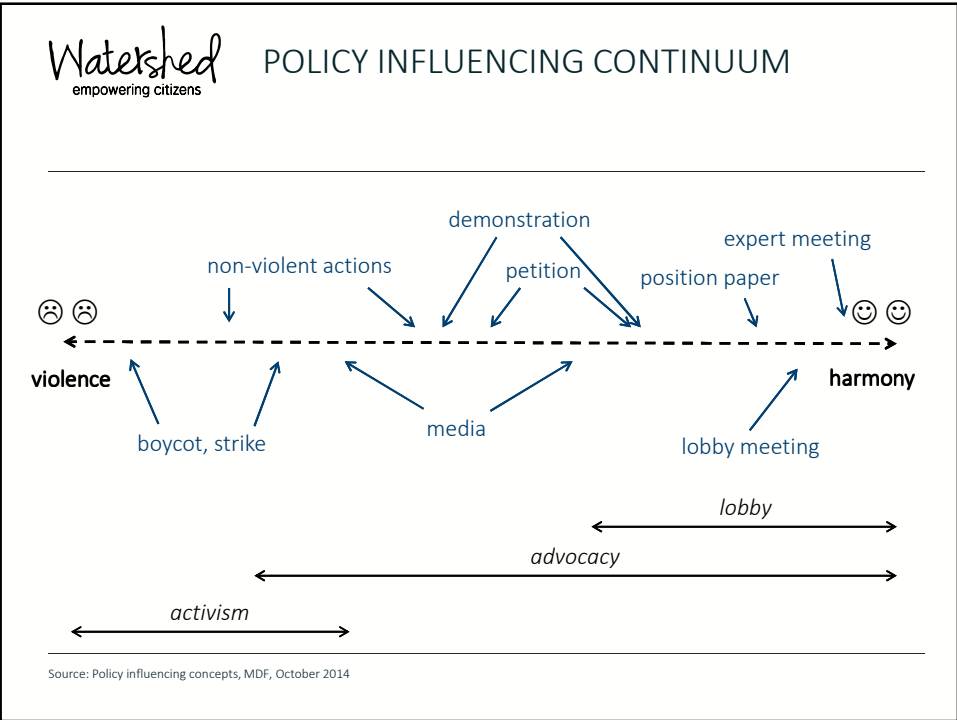 Watershed
empowering citizens
POLICY INFLUENCING CONTINUUM
demonstration
expert meeting
non-violent actions
petition
position paper
violence
harmony
boycot, strike
media
lobby meeting
lobby
advocacy
activism
Source: Policy influencing concepts, MDF, October 2014